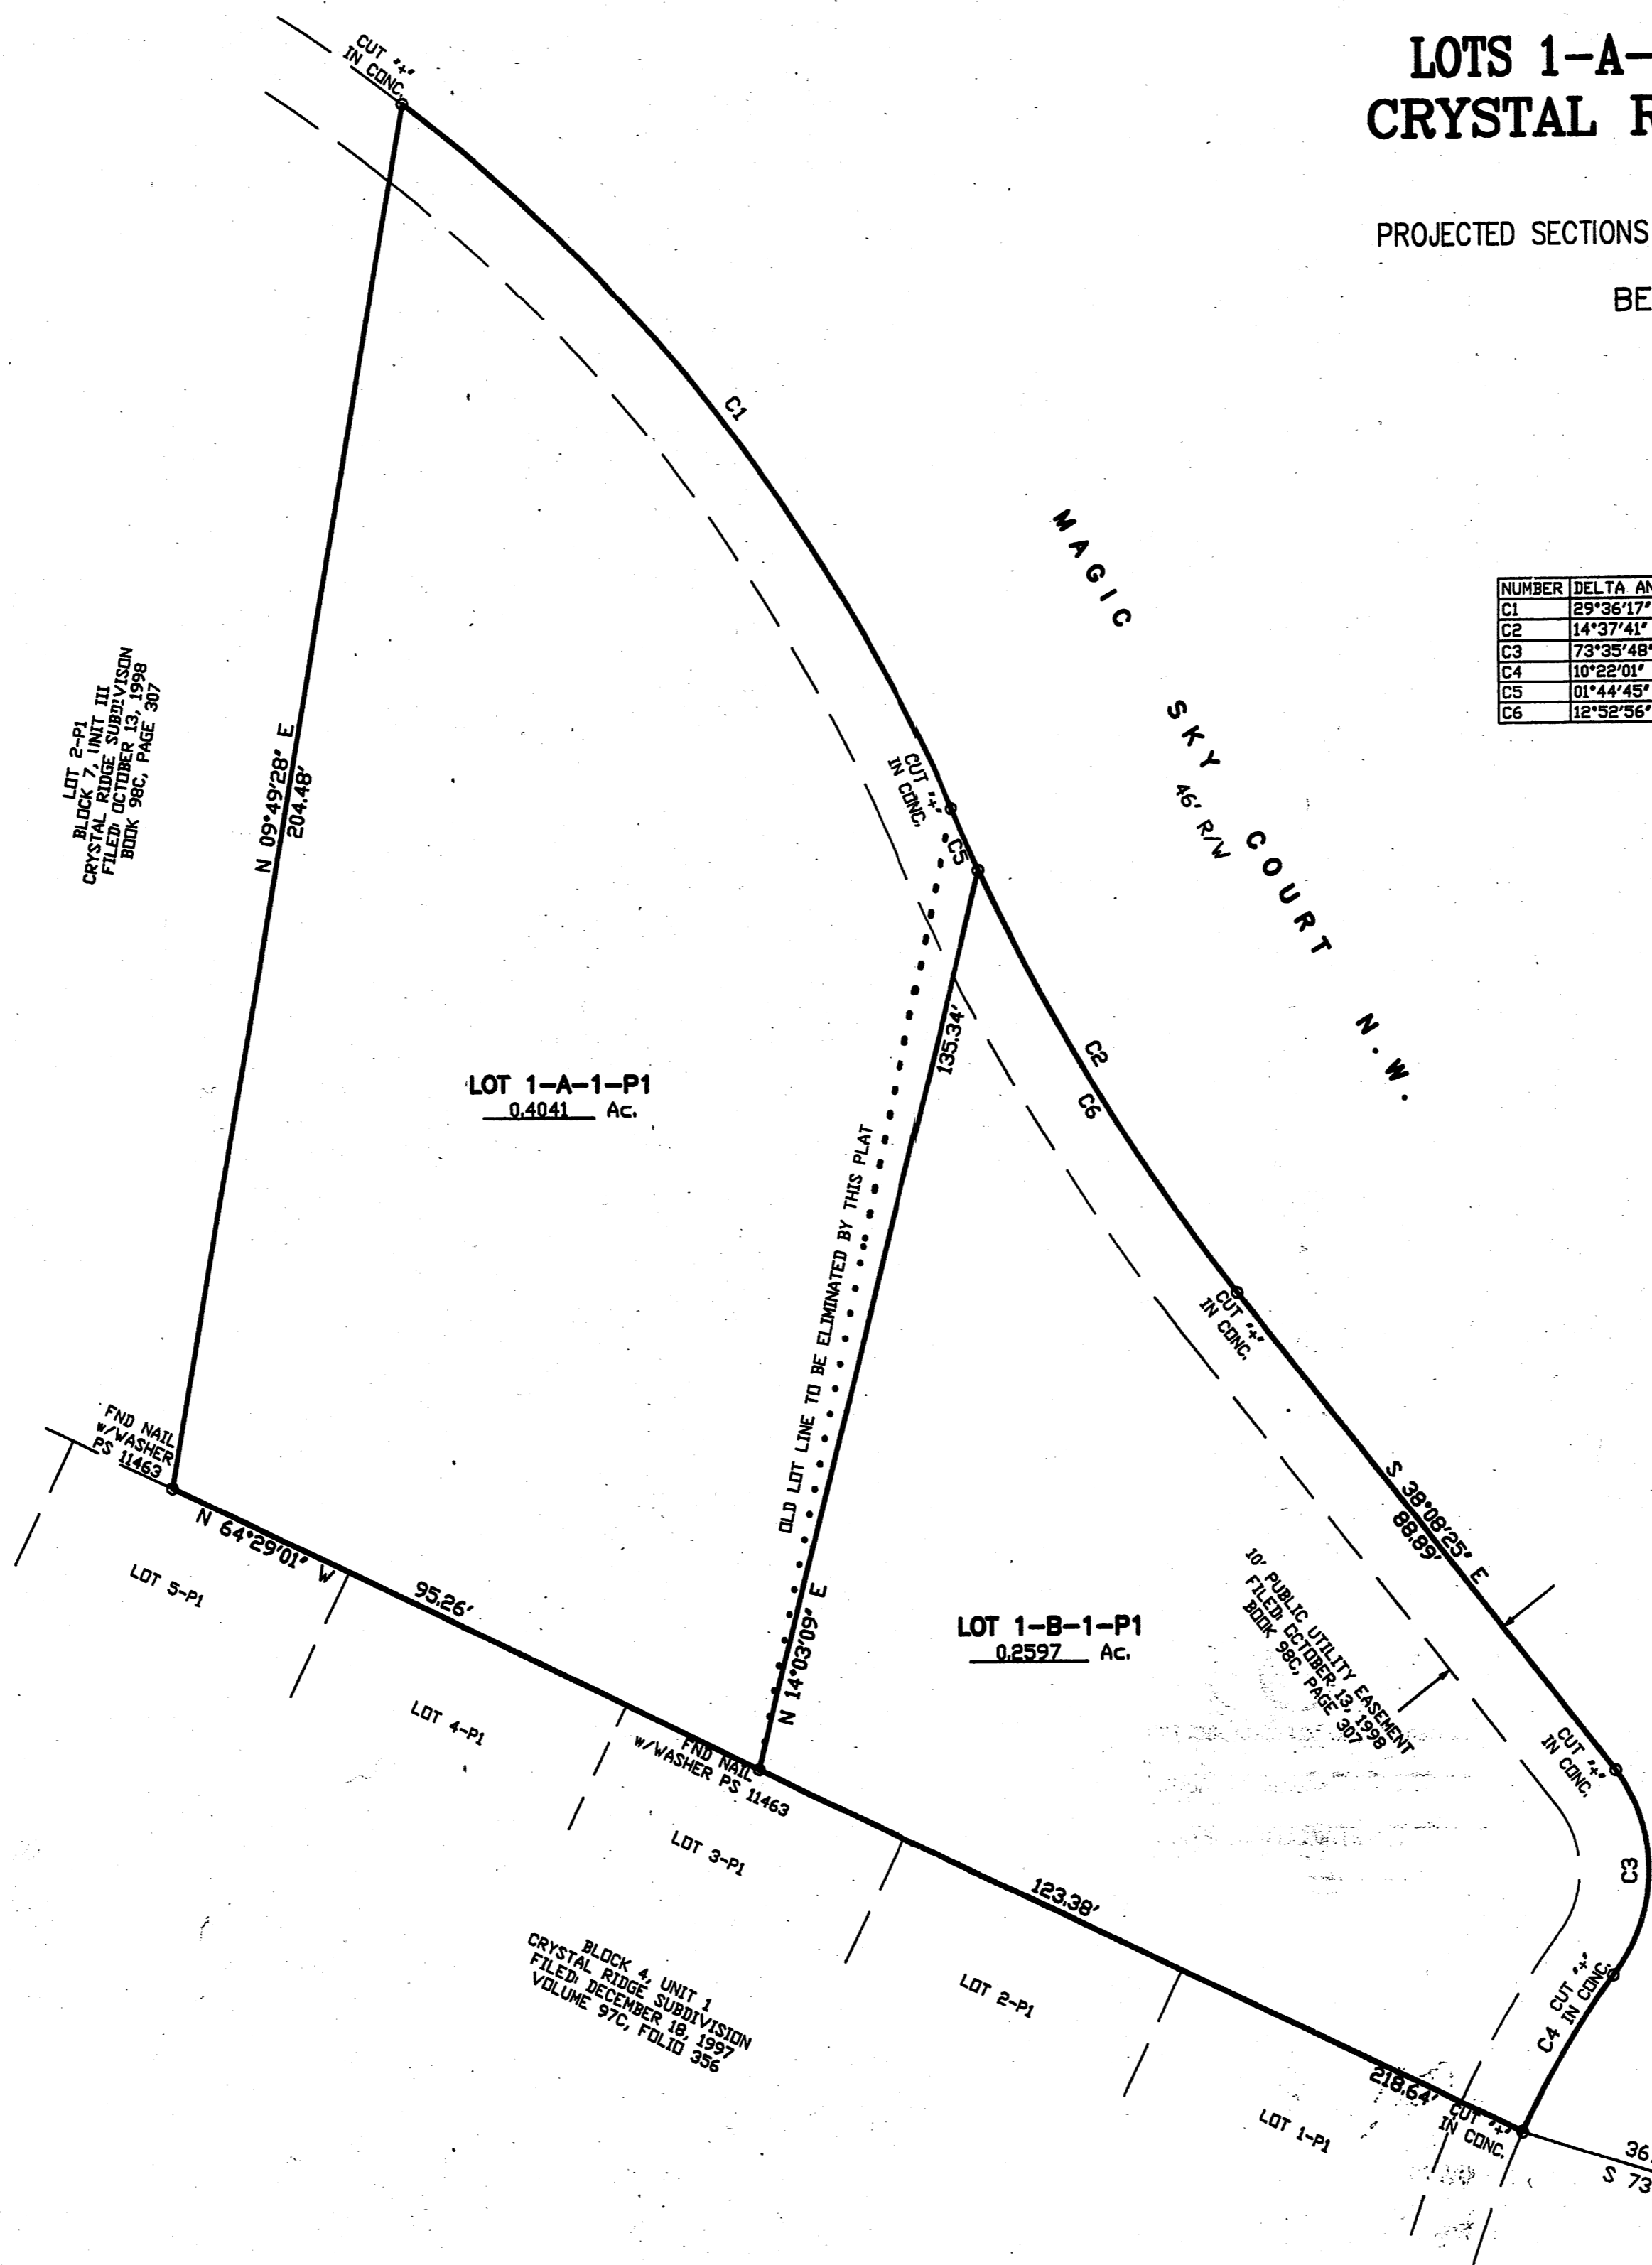 LOTS 1-A-
CRYSTAL R
PROJECTED SECTIONS
BE
CUT "+"
IN CONC.
C1
MAGIC SKY COURT N.W.
46' R/W
NUMBER DELTA AN
C1 29°36'17"
C2 14°37'41"
C3 73°35'48"
C4 10°22'01"
C5 01°44'45"
C6 12°52'56"
LOT 2-P1
BLOCK 7, UNIT III
CRYSTAL RIDGE SUBDIVISON
FILED: OCTOBER 13, 1998
BOOK 98C, PAGE 307
N 09°49'28" E
204.48'
CUT "+"
IN CONC.
C5
135.34'
C2
C6
LOT 1-A-1-P1
0.4041 Ac.
OLD LOT LINE TO BE ELIMINATED BY THIS PLAT
N 14°03'09" E
CUT "+"
IN CONC.
S 38°08'25" E
88.89'
FND NAIL
w/WASHER
PS 11463
N 64°29'01" W
95.26'
LOT 5-P1
LOT 4-P1
LOT 1-B-1-P1
0.2597 Ac.
10' PUBLIC UTILITY EASEMENT
FILED: OCTOBER 13, 1998
BOOK 98C, PAGE 307
CUT "+"
IN CONC.
FND NAIL
w/WASHER PS 11463
LOT 3-P1
123.38'
C3
BLOCK 4, UNIT 1
CRYSTAL RIDGE SUBDIVISION
FILED: DECEMBER 18, 1997
VOLUME 97C, FOLIO 356
LOT 2-P1
CUT "+"
IN CONC.
C4
218.64'
CUT "+"
IN CONC.
LOT 1-P1
36.
S 73